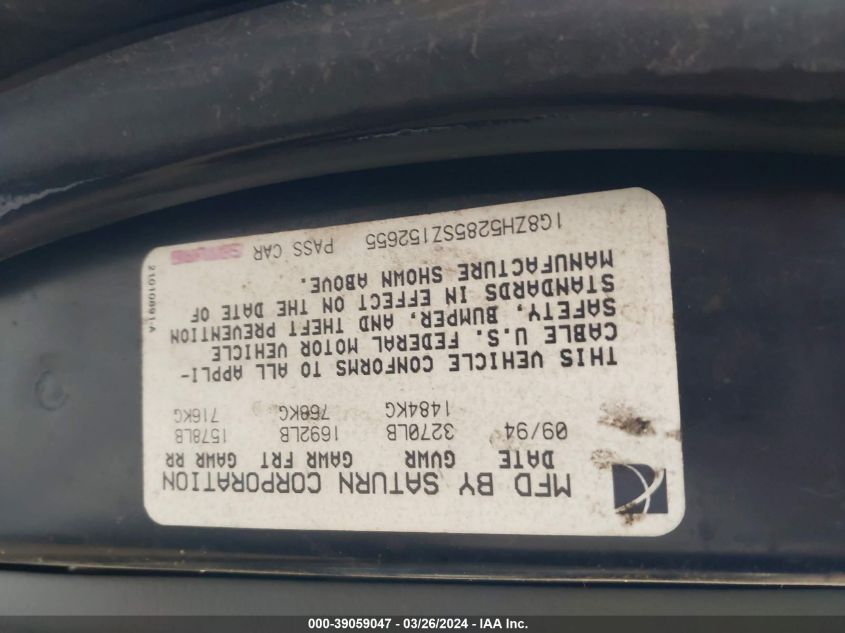 MFD BY SATURN CORPORATION
DATE GVWR GAWR FRT GAWR RR
09/94 3270LB 1692LB 1578LB
1484KG 768KG 716KG
THIS VEHICLE CONFORMS TO ALL APPLI-
CABLE U.S. FEDERAL MOTOR VEHICLE
SAFETY, BUMPER, AND THEFT PREVENTION
STANDARDS IN EFFECT ON THE DATE OF
MANUFACTURE SHOWN ABOVE.
1G8ZH5285SZ152655 PASS CAR SATURN
21010891-A
000-39059047 - 03/26/2024 - IAA Inc.